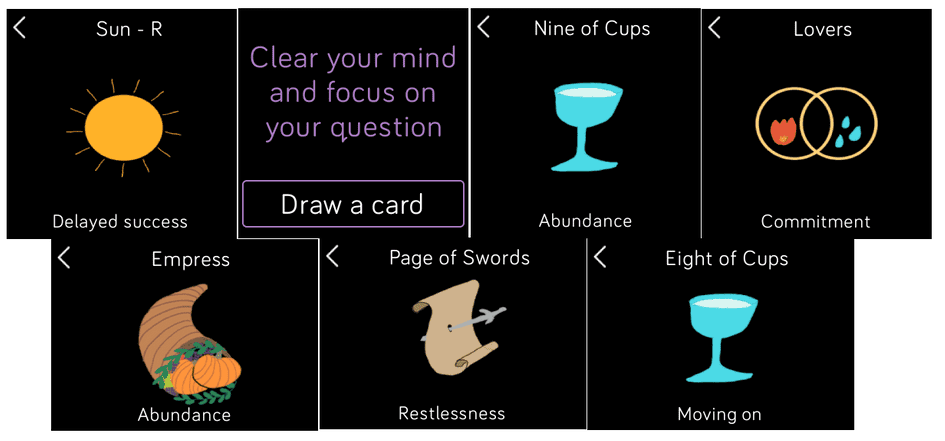 Sun - R
Delayed success
Clear your mind
and focus on
your question
Draw a card
Nine of Cups
Abundance
Lovers
Commitment
Empress
Abundance
Page of Swords
Restlessness
Eight of Cups
Moving on